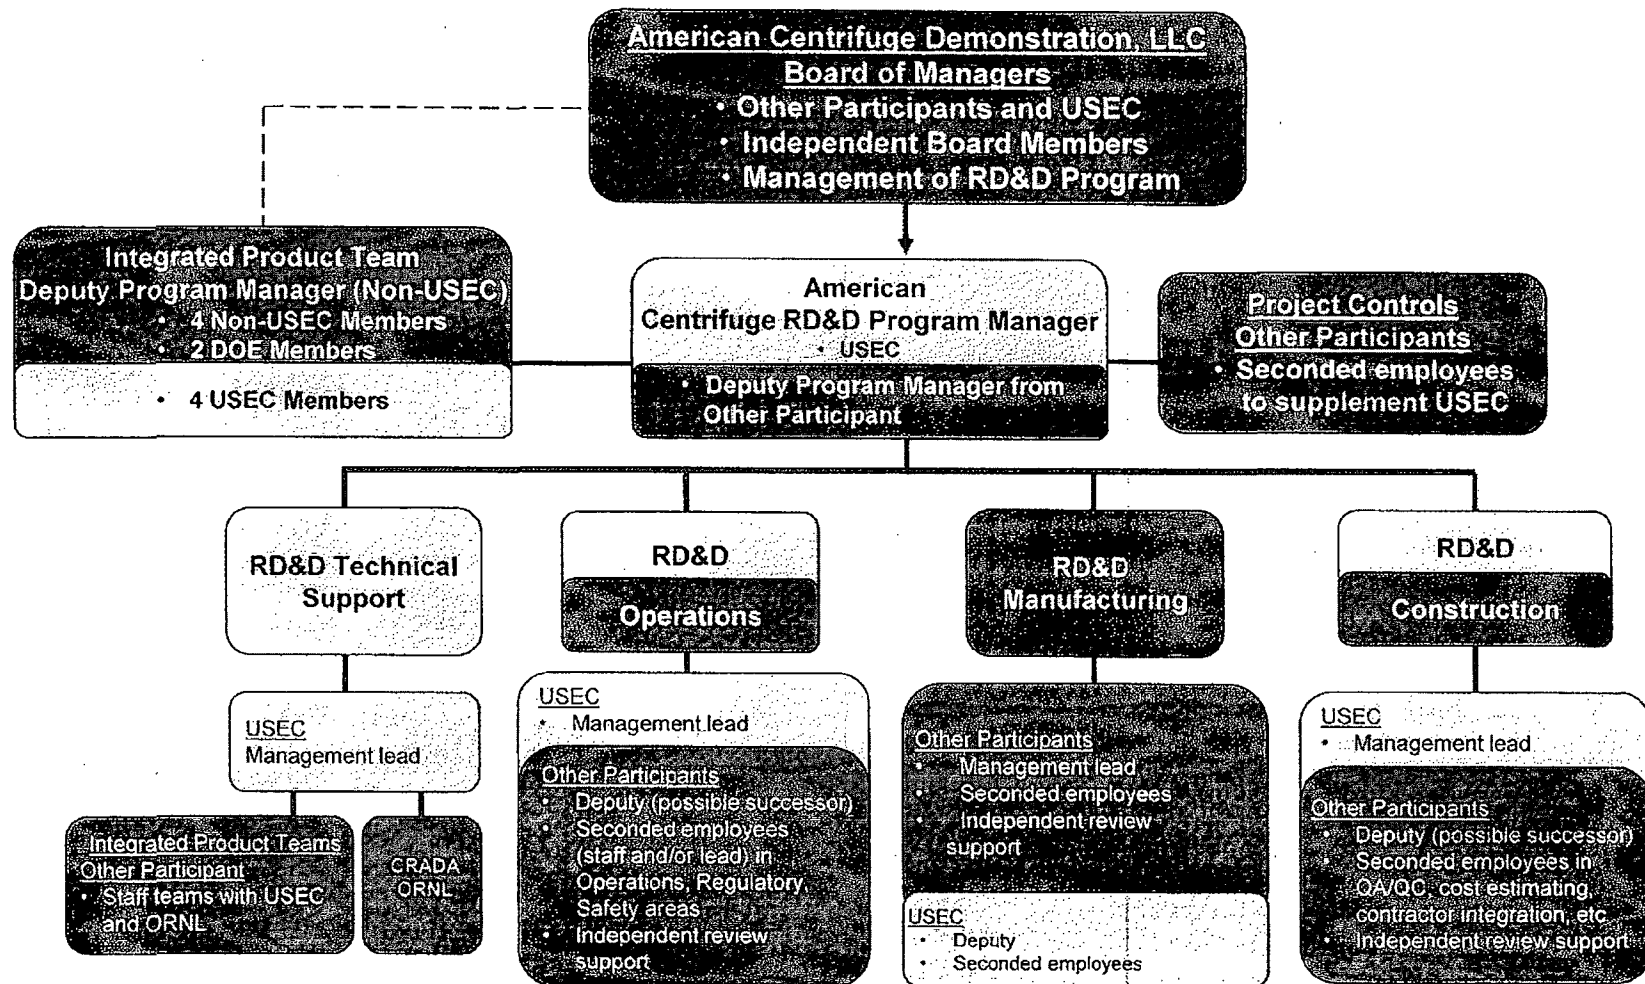 American Centrifuge Demonstration, LLC
Board of Managers
• Other Participants and USEC
• Independent Board Members
• Management of RD&D Program
Integrated Product Team
Deputy Program Manager (Non-USEC)
• 4 Non-USEC Members
• 2 DOE Members
• 4 USEC Members
American
Centrifuge RD&D Program Manager
• USEC
• Deputy Program Manager from
Other Participant
Project Controls
Other Participants
• Seconded employees
to supplement USEC
RD&D Technical
Support
USEC
Management lead
Integrated Product Teams
Other Participant
• Staff teams with USEC
and ORNL
CRADA
ORNL
RD&D
Operations
USEC
• Management lead
Other Participants
• Deputy (possible successor)
• Seconded employees
(staff and/or lead) in
Operations, Regulatory,
Safety areas
• Independent review
support
RD&D
Manufacturing
Other Participants
• Management lead
• Seconded employees
• Independent review
support
USEC
• Deputy
• Seconded employees
RD&D
Construction
USEC
• Management lead
Other Participants
• Deputy (possible successor)
• Seconded employees in
QA/QC, cost estimating,
contractor integration, etc
• Independent review support